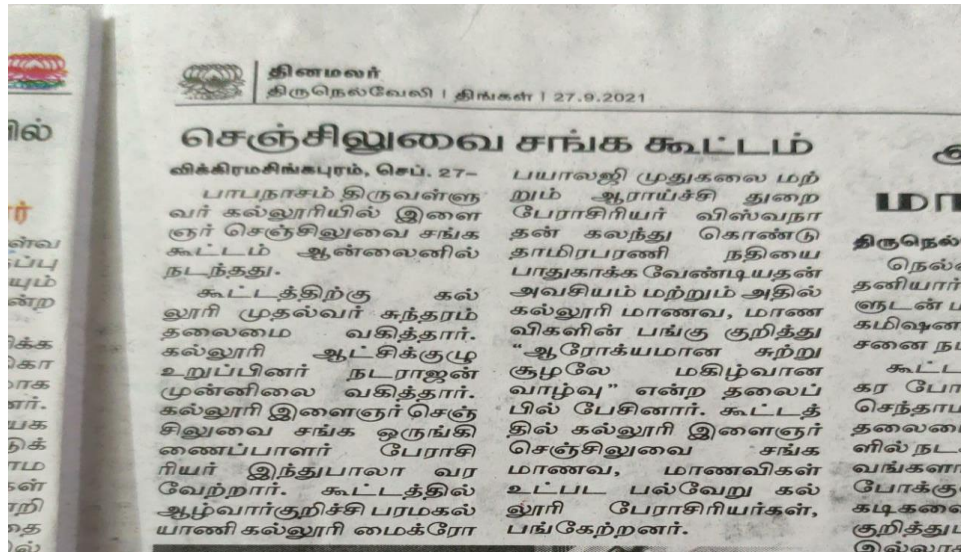 தினமலர்
திருநெல்வேலி | திங்கள் | 27.9.2021
செஞ்சிலுவை சங்க கூட்டம்
விக்கிரமசிங்கபுரம், செப். 27–
பாபநாசம் திருவள்ளு
வர் கல்லூரியில் இளை
ஞர் செஞ்சிலுவை சங்க
கூட்டம் ஆன்லைனில்
நடந்தது.
கூட்டத்திற்கு கல்
லூரி முதல்வர் சுந்தரம்
தலைமை வகித்தார்.
கல்லூரி ஆட்சிக்குழு
உறுப்பினர் நடராஜன்
முன்னிலை வகித்தார்.
கல்லூரி இளைஞர் செஞ்
சிலுவை சங்க ஒருங்கி
ணைப்பாளர் பேராசி
ரியர் இந்துபாலா வர
வேற்றார். கூட்டத்தில்
ஆழ்வார்குறிச்சி பரமகல்
யாணி கல்லூரி மைக்ரோ
பயாலஜி முதுகலை மற்
றும் ஆராய்ச்சி துறை
பேராசிரியர் விஸ்வநா
தன் கலந்து கொண்டு
தாமிரபரணி நதியை
பாதுகாக்க வேண்டியதன்
அவசியம் மற்றும் அதில்
கல்லூரி மாணவ, மாண
விகளின் பங்கு குறித்து
“ஆரோக்யமான சுற்று
சூழலே மகிழ்வான
வாழ்வு” என்ற தலைப்
பில் பேசினார். கூட்டத்
தில் கல்லூரி இளைஞர்
செஞ்சிலுவை சங்க
மாணவ, மாணவிகள்
உட்பட பல்வேறு கல்
லூரி பேராசிரியர்கள்,
பங்கேற்றனர்.